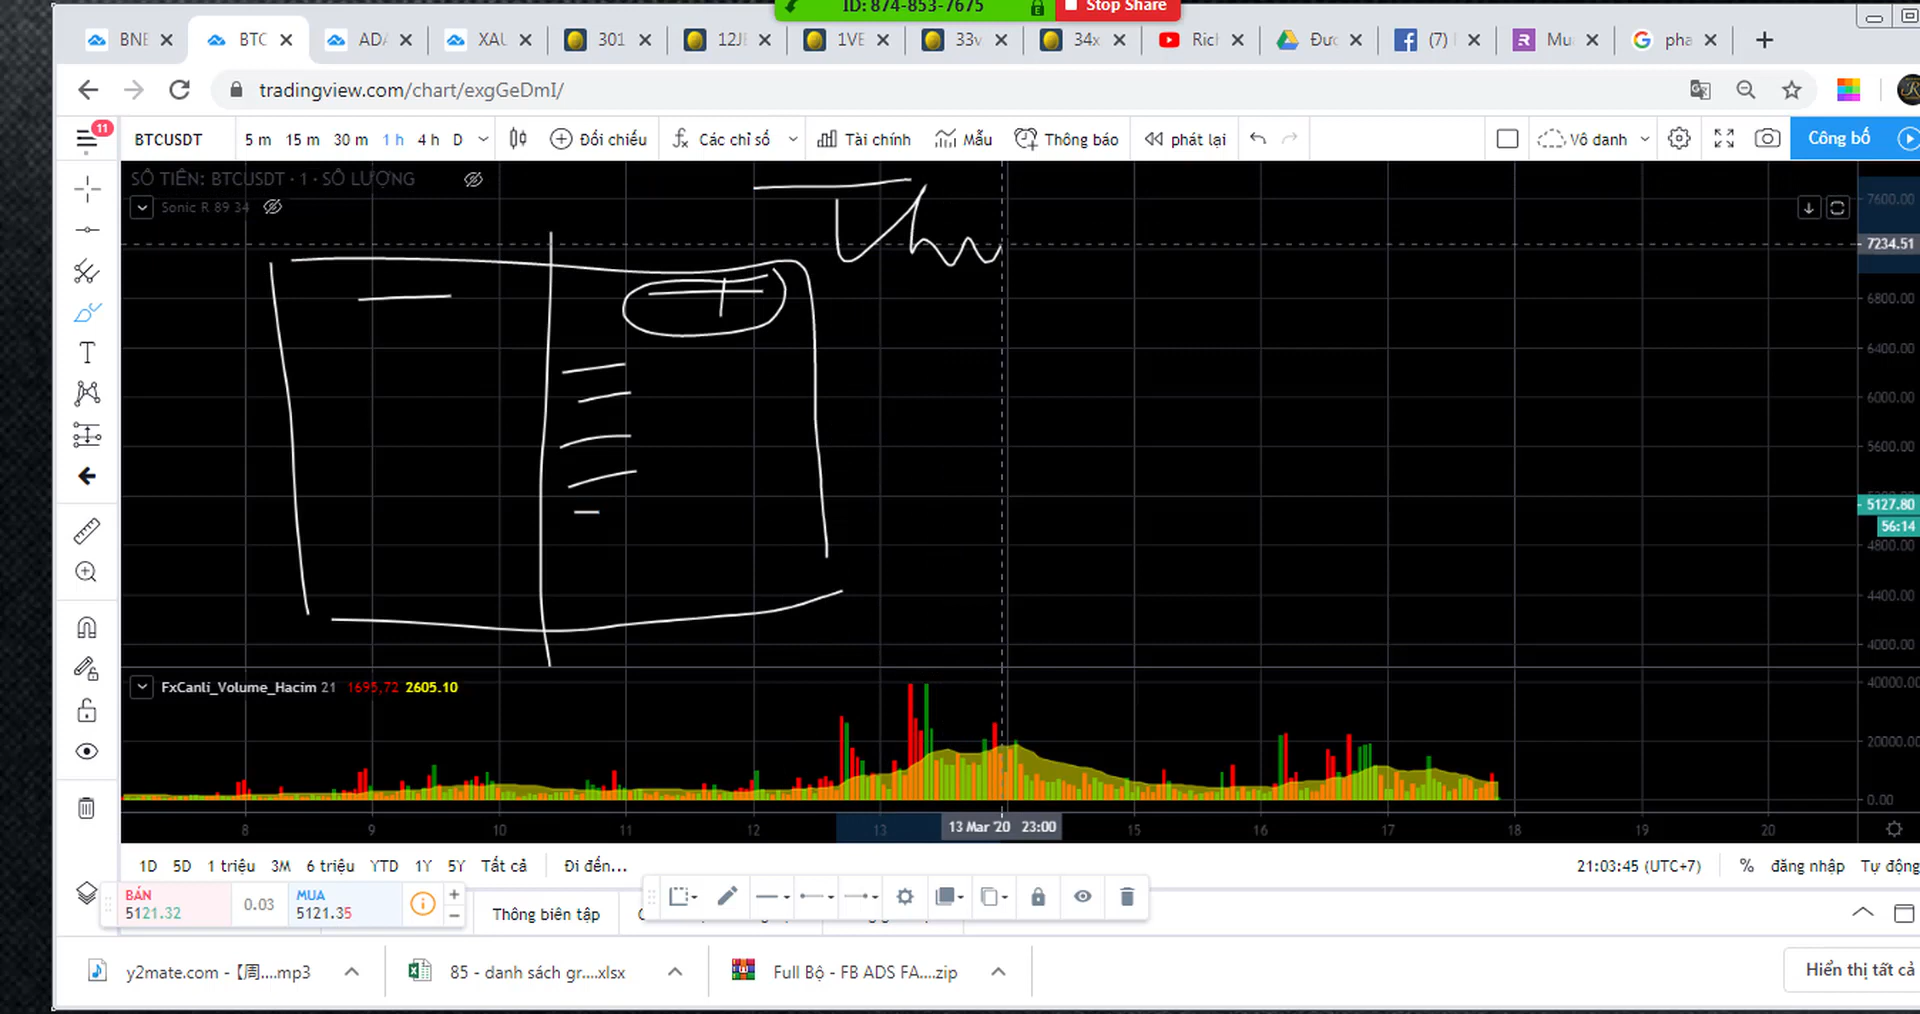 ID: 874-853-7675 Stop Share
BNB BTC ADA XAU 301 12JE 1VE 33v 34x Rich Đươ (7) Mu pha
tradingview.com/chart/exgGeDmI/
11 BTCUSDT 5 m 15 m 30 m 1 h 4 h D Đối chiếu Các chỉ số Tài chính Mẫu Thông báo phát lại Vô danh Công bố
SỐ TIỀN: BTCUSDT · 1 · SỐ LƯỢNG
Sonic R 89 34
7600.00
7234.51
6800.00
6400.00
6000.00
5600.00
5127.80
56:14
4800.00
4400.00
4000.00
FxCanli_Volume_Hacim 21 1695,72 2605.10
40000.00
20000.00
0.00
8 9 10 11 12 13 13 Mar '20 23:00 15 16 17 18 19 20
1D 5D 1 triệu 3M 6 triệu YTD 1Y 5Y Tất cả Đi đến... 21:03:45 (UTC+7) % đăng nhập Tự động
BÁN 5121.32 0.03 MUA 5121.35
Thông biên tập
y2mate.com - 【周....mp3 85 - danh sách gr....xlsx Full Bộ - FB ADS FA....zip Hiển thị tất cả